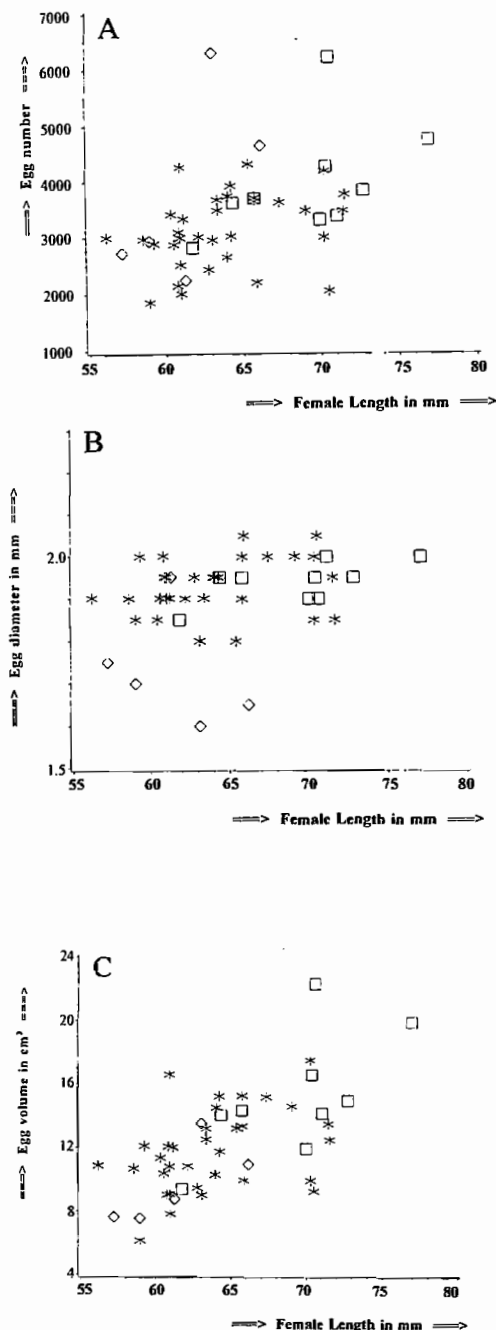 A
7000
6000
5000
4000
3000
2000
1000
===> Egg number ===>
55 60 65 70 75 80
===> Female Length in mm ===>
B
1
2.0
1.5
===> Egg diameter in mm ===>
55 60 65 70 75 80
===> Female Length in mm ===>
C
24
20
16
12
8
4
===> Egg volume in cm³ ===>
55 60 65 70 75 80
===> Female Length in mm ===>